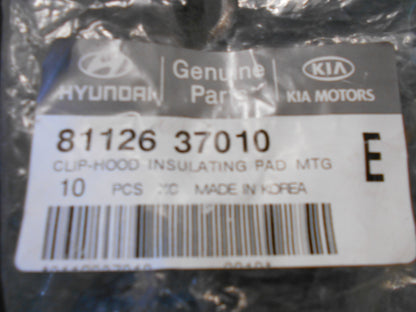 HYUNDAI
Genuine
Parts
KIA
KIA MOTORS
81126 37010
CLIP-HOOD INSULATING PAD MTG
E
10 PCS MADE IN KOREA